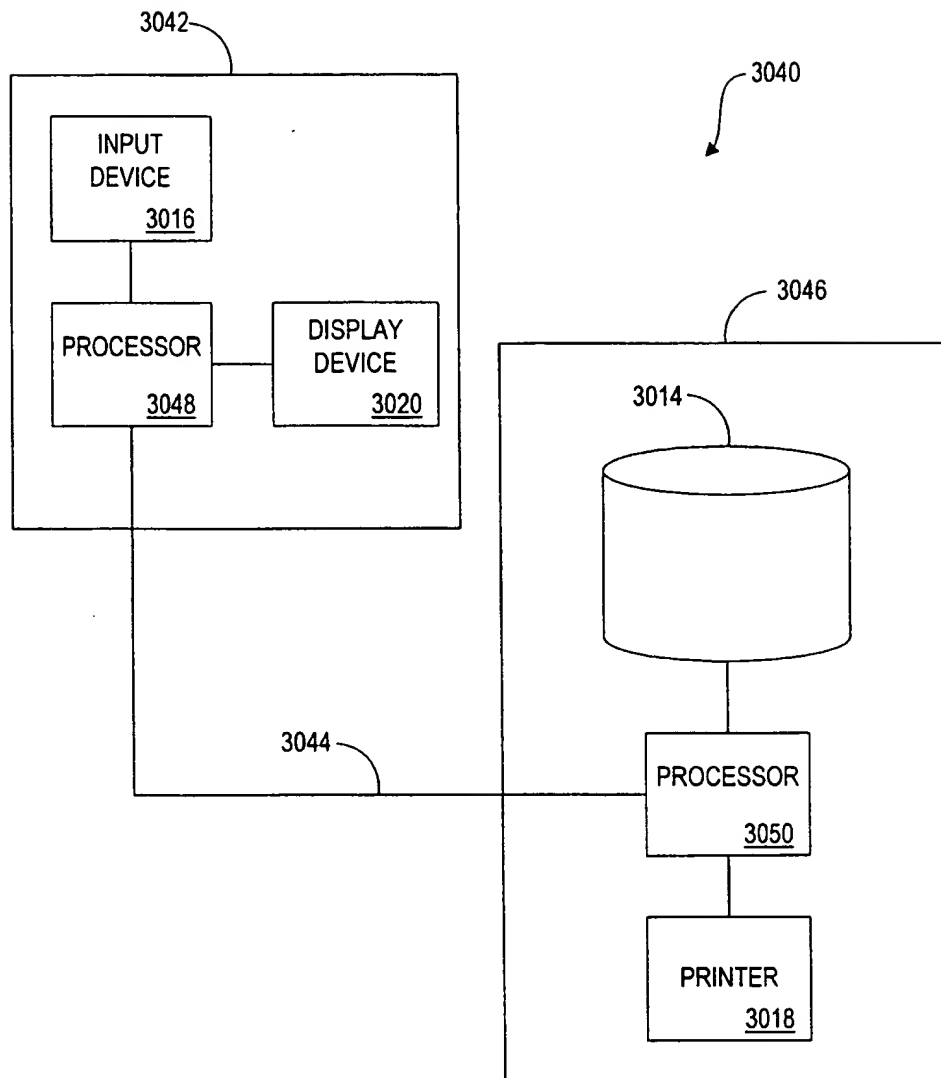 3042
3040
INPUT
DEVICE
3016
PROCESSOR
3048
DISPLAY
DEVICE
3020
3046
3014
3044
PROCESSOR
3050
PRINTER
3018